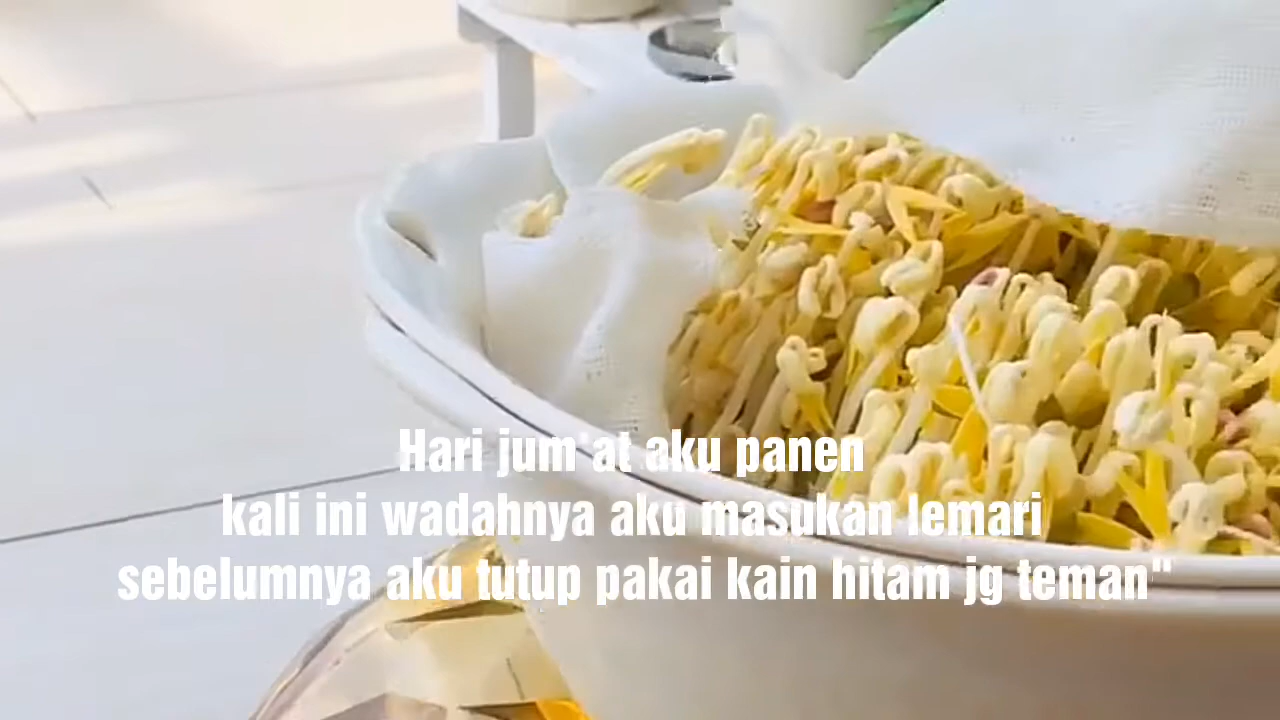 Hari jum'at aku panen
kali ini wadahnya aku masukan lemari
sebelumnya aku tutup pakai kain hitam jg teman"